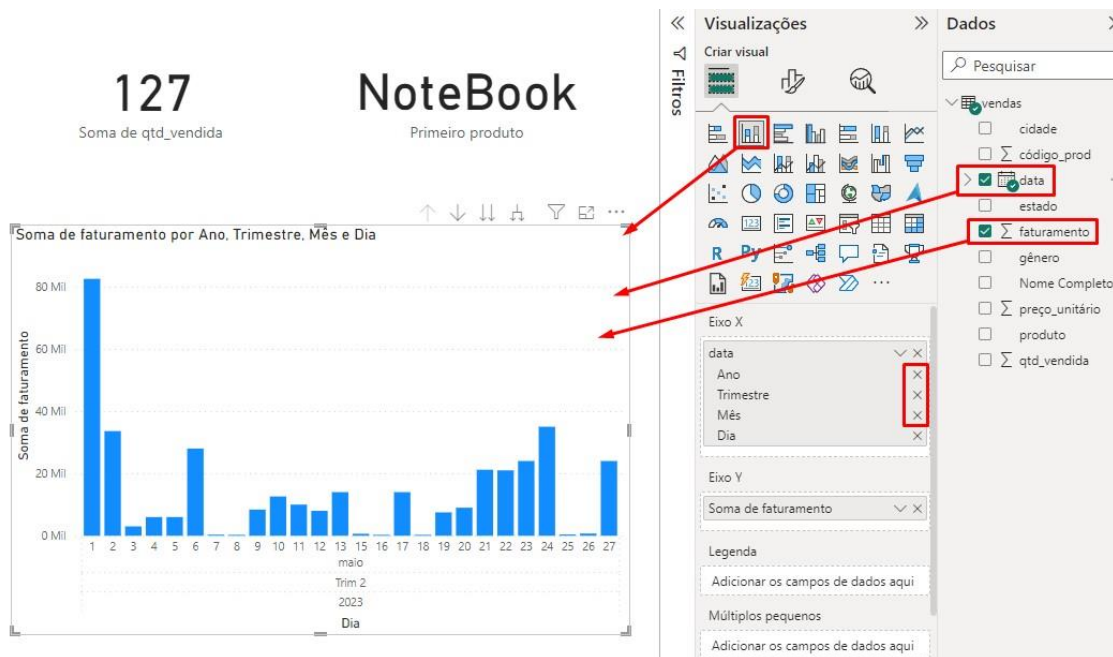 127
Soma de qtd_vendida
NoteBook
Primeiro produto
Soma de faturamento por Ano, Trimestre, Mês e Dia
Soma de faturamento
80 Mil
60 Mil
40 Mil
20 Mil
0 Mil
1 2 3 4 5 6 7 8 9 10 11 12 13 15 16 17 18 19 20 21 22 23 24 25 26 27
maio
Trim 2
2023
Dia
Filtros
Visualizações
Criar visual
123
R Py
123
Eixo X
data
Ano
Trimestre
Mês
Dia
Eixo Y
Soma de faturamento
Legenda
Adicionar os campos de dados aqui
Múltiplos pequenos
Adicionar os campos de dados aqui
Dados
Pesquisar
vendas
cidade
∑ código_prod
data
estado
∑ faturamento
gênero
Nome Completo
∑ preço_unitário
produto
∑ qtd_vendida